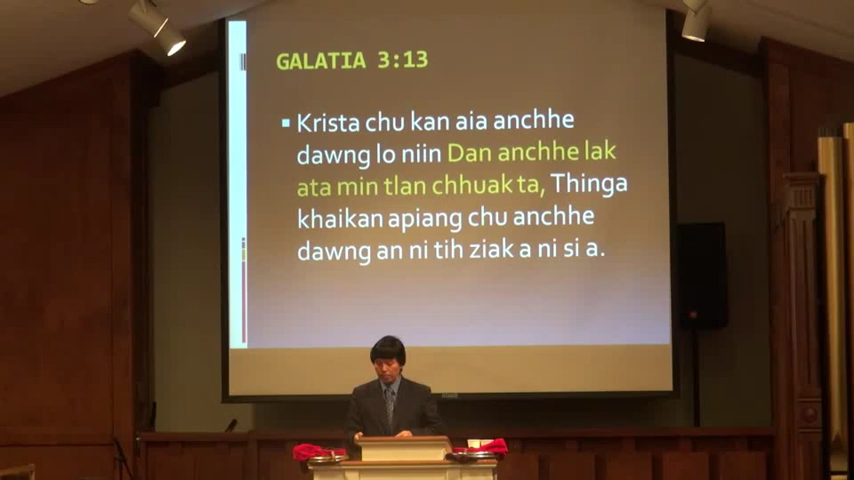 GALATIA 3:13
Krista chu kan aia anchhe
dawng lo niin Dan anchhe lak
ata min tlan chhuak ta, Thinga
khaikan apiang chu anchhe
dawng an ni tih ziak a ni si a.